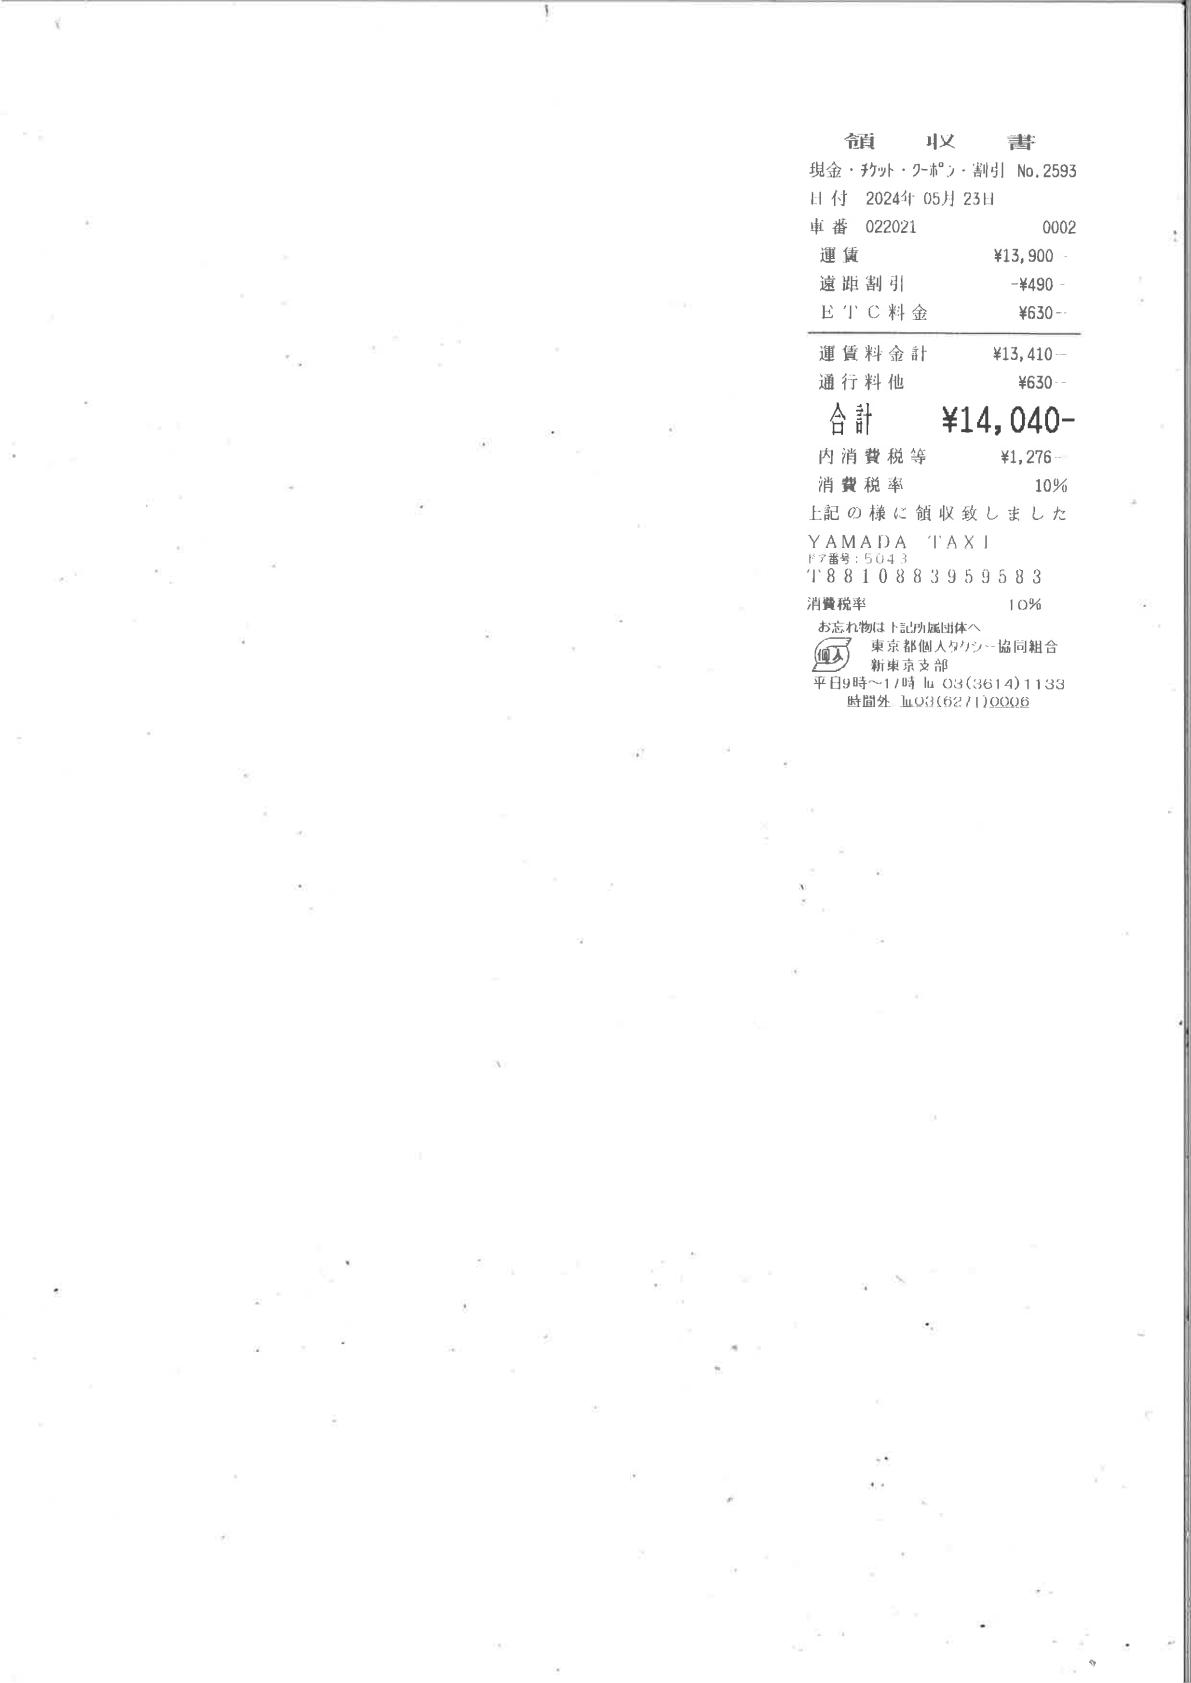 領収書
現金・ﾁｹｯﾄ・ｸｰﾎﾟﾝ・割引 No.2593
日付 2024年 05月 23日
車番 022021 0002
運賃 ¥13,900-
遠距割引 -¥490-
ETC料金 ¥630-
運賃料金計 ¥13,410-
通行料他 ¥630-
合計 ¥14,040-
内消費税等 ¥1,276-
消費税率 10%
上記の様に領収致しました
YAMADA TAXI
ドア番号:5043
T8810883959583
消費税率 10%
お忘れ物は下記所属団体へ
個人 東京都個人タクシー協同組合
新東京支部
平日9時~17時 ℡ 03(3614)1133
時間外 ℡03(6271)0006